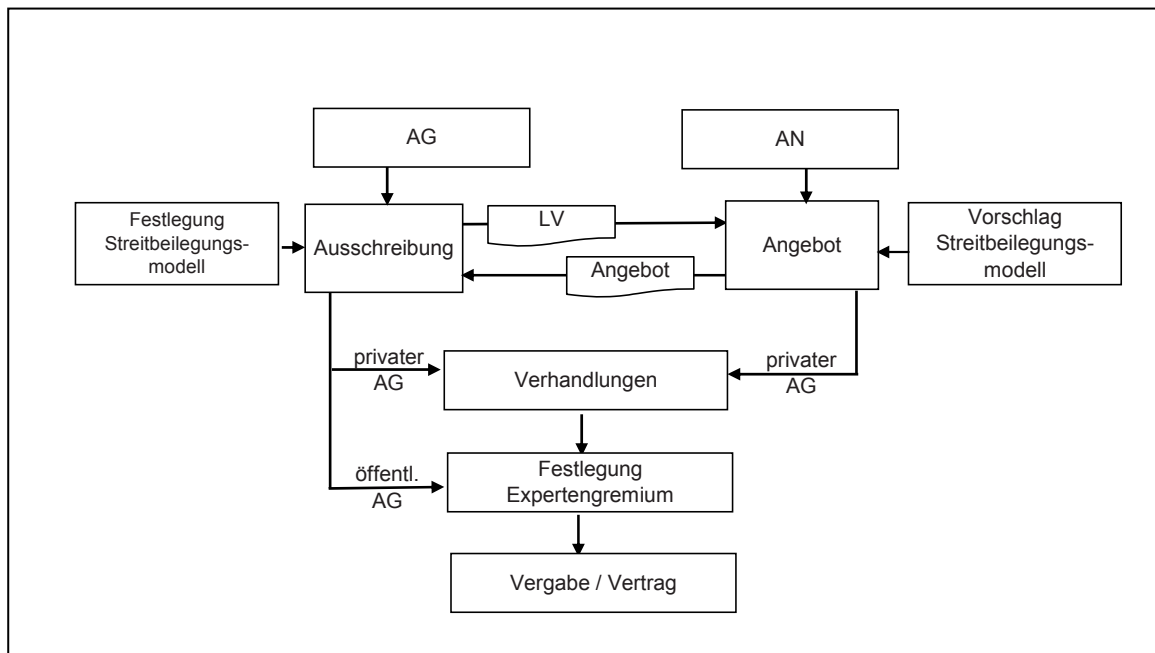 AG
AN
Festlegung
Streitbeilegungs-
modell
Ausschreibung
LV
Angebot
Angebot
Vorschlag
Streitbeilegungs-
modell
privater
AG
Verhandlungen
privater
AG
öffentl.
AG
Festlegung
Expertengremium
Vergabe / Vertrag